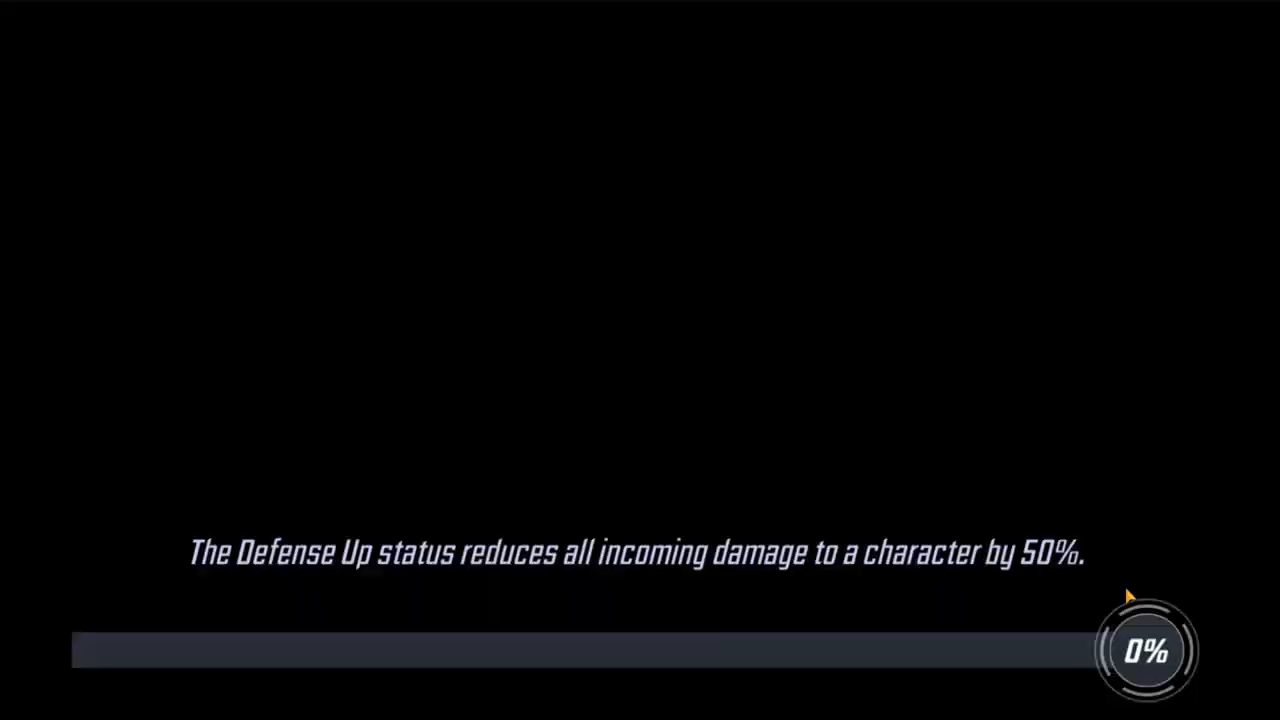 The Defense Up status reduces all incoming damage to a character by 50%.
0%